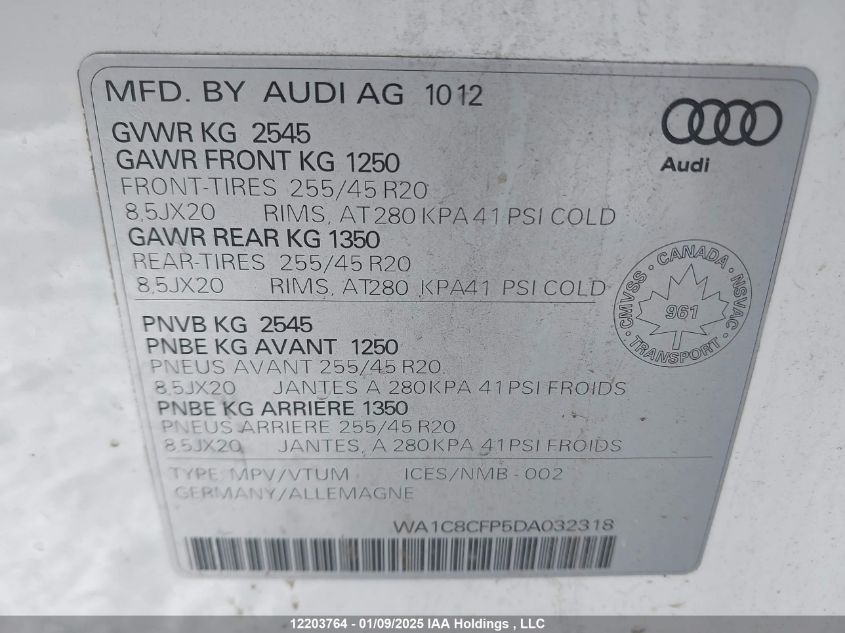 MFD. BY AUDI AG 10 12
GVWR KG 2545
GAWR FRONT KG 1250
FRONT-TIRES 255/45 R20
8,5JX20 RIMS, AT 280 KPA 41 PSI COLD
GAWR REAR KG 1350
REAR-TIRES 255/45 R20
8,5JX20 RIMS, AT280 KPA41 PSI COLD
Audi
CMVSS · CANADA · NSVAC · TRANSPORT ·
961
PNVB KG 2545
PNBE KG AVANT 1250
PNEUS AVANT 255/45 R20
8,5JX20 JANTES A 280KPA 41PSI FROIDS
PNBE KG ARRIÈRE 1350
PNEUS ARRIERE 255/45 R20
8,5JX20 JANTES, A 280KPA 41PSI FROIDS
TYPE: MPV/VTUM ICES/NMB - 002
GERMANY/ALLEMAGNE
WA1C8CFP5DA032318
12203764 - 01/09/2025 IAA Holdings , LLC